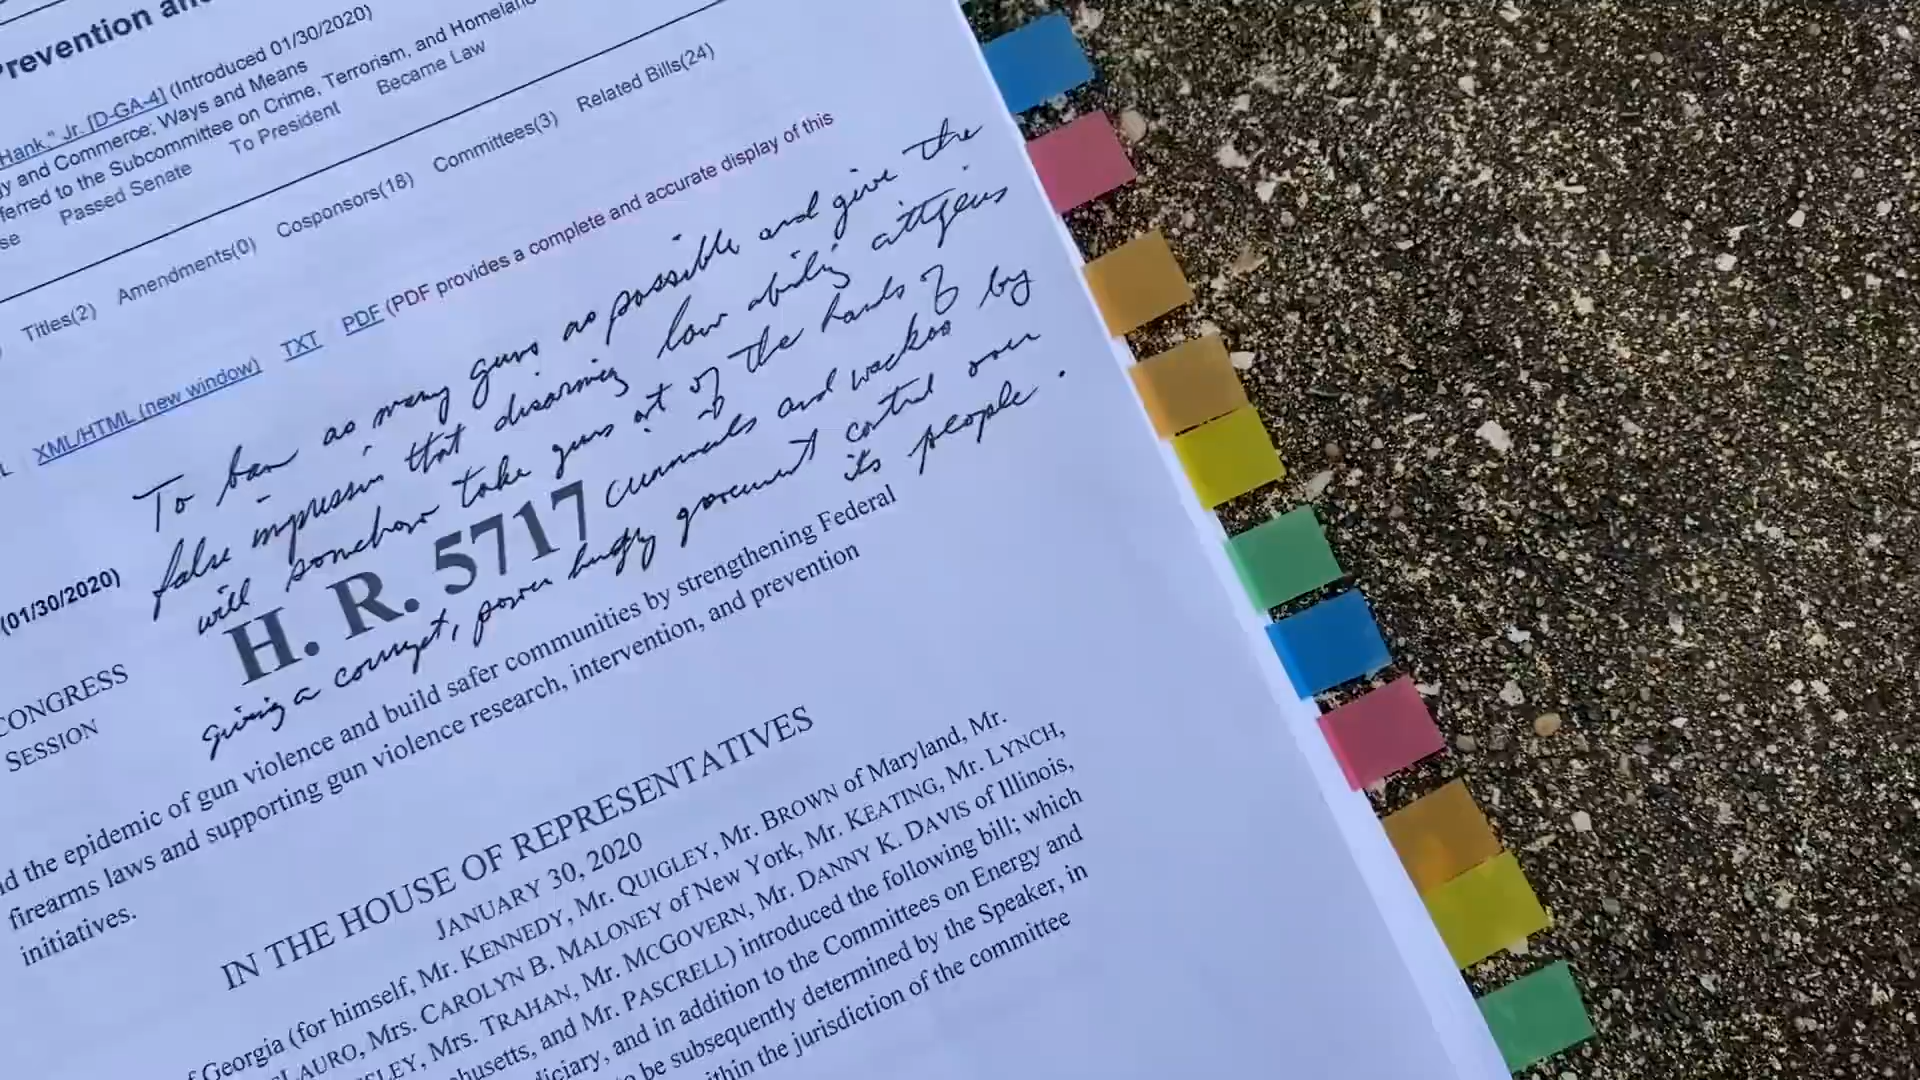 Prevention an
Hank," Jr. [D-GA-4] (Introduced 01/30/2020)
y and Commerce; Ways and Means
ferred to the Subcommittee on Crime, Terrorism, and Homelan
se Passed Senate To President Became Law
Titles(2) Amendments(0) Cosponsors(18) Committees(3) Related Bills(24)
XML/HTML (new window) TXT PDF (PDF provides a complete and accurate display of this
To ban as many guns as possible and give the
false impression that disarming law abiding
will somehow take guns out of the hands of
criminals and wackos by
giving a corrupt, power hungry government control over
its people.
(01/30/2020)
H. R. 5717
CONGRESS
SESSION
d the epidemic of gun violence and build safer communities by strengthening Federal
firearms laws and supporting gun violence research, intervention, and prevention
initiatives.
IN THE HOUSE OF REPRESENTATIVES
JANUARY 30, 2020
f Georgia (for himself, Mr. KENNEDY, Mr. QUIGLEY, Mr. BROWN of Maryland, Mr.
LAURO, Mrs. CAROLYN B. MALONEY of New York, Mr. KEATING, Mr. LYNCH,
SLEY, Mrs. TRAHAN, Mr. MCGOVERN, Mr. DANNY K. DAVIS of Illinois,
husetts, and Mr. PASCRELL) introduced the following bill; which
diciary, and in addition to the Committees on Energy and
be subsequently determined by the Speaker, in
ithin the jurisdiction of the committee